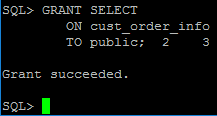 SQL> GRANT SELECT
ON cust_order_info
TO public;  2    3
Grant succeeded.
SQL>